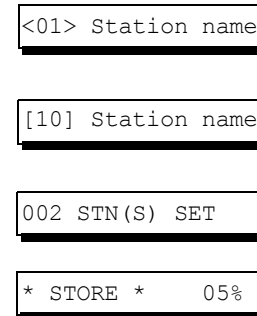 <01> Station name
[10] Station name
002 STN(S) SET
* STORE * 05%